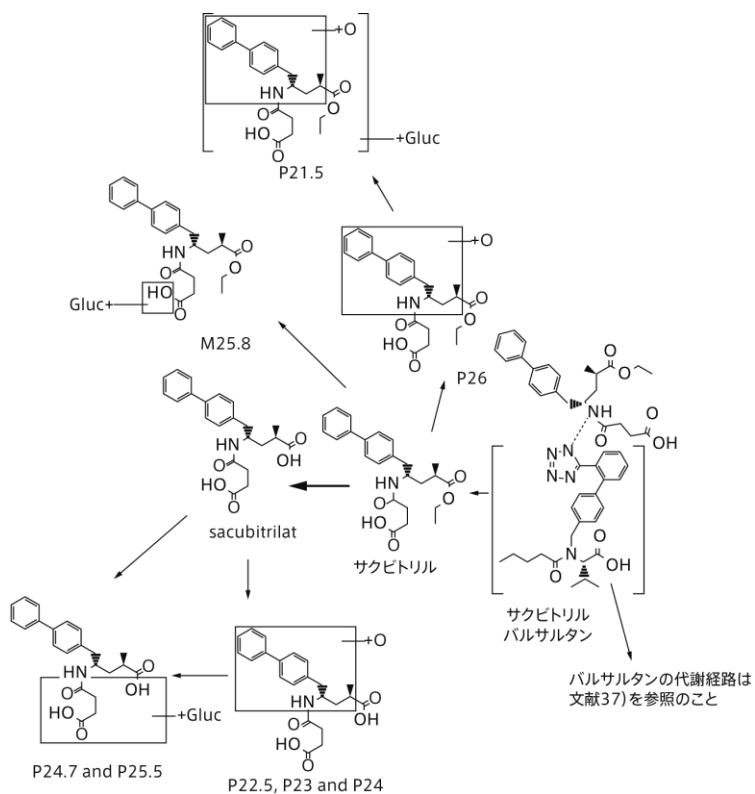 +O
HN
O
O
O
HO
O
+Gluc
P21.5
HN
O
O
O
HO
O
Gluc+
M25.8
+O
HN
O
O
O
HO
O
P26
O
O
NH
O
O
OH
N
N
N
N
N
O
O
OH
サクビトリル
バルサルタン
HN
O
OH
O
HO
O
sacubitrilat
HN
O
O
O
HO
O
サクビトリル
バルサルタンの代謝経路は
文献37)を参照のこと
HN
O
OH
O
HO
O
+Gluc
P24.7 and P25.5
+O
HN
O
OH
O
HO
O
P22.5, P23 and P24